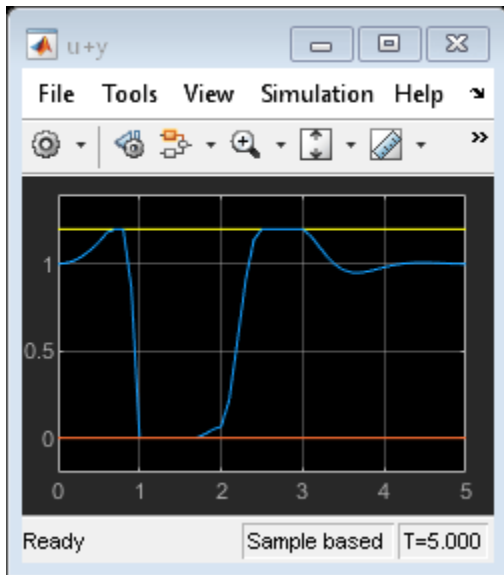 u+y
File Tools View Simulation Help
»
1
0.5
0
0 1 2 3 4 5
Ready Sample based T=5.000